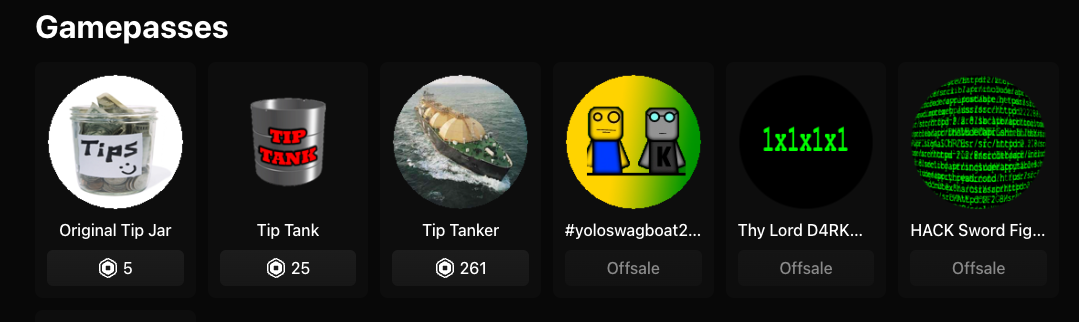 Gamepasses
Tips
Original Tip Jar
5
TIP
TANK
Tip Tank
25
Tip Tanker
261
K
#yoloswagboat2...
Offsale
1x1x1x1
Thy Lord D4RK...
Offsale
HACK Sword Fig...
Offsale